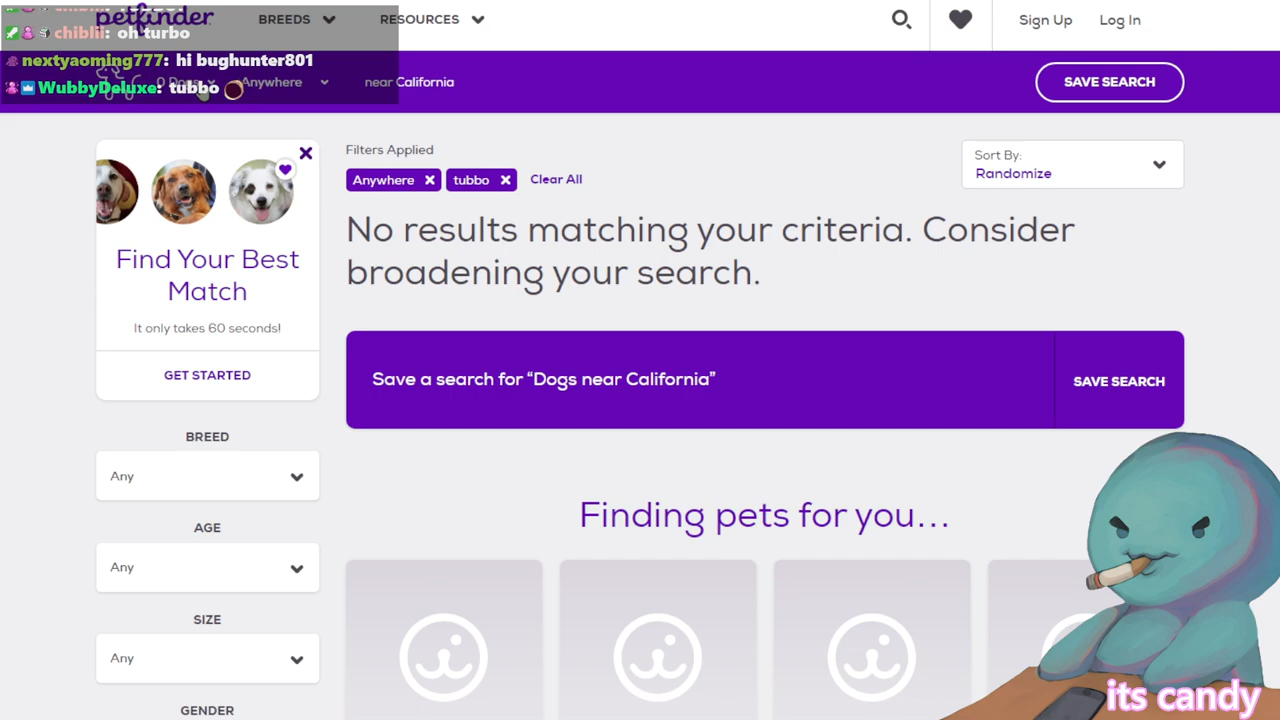 petfinder
BREEDS
RESOURCES
Sign Up
Log In
chiblii: oh turbo
nextyaoming777: hi bughunter801
WubbyDeluxe: tubbo
0 Dogs
Anywhere
near California
SAVE SEARCH
Find Your Best
Match
It only takes 60 seconds!
GET STARTED
Filters Applied
Anywhere
tubbo
Clear All
Sort By:
Randomize
No results matching your criteria. Consider
broadening your search.
Save a search for “Dogs near California”
SAVE SEARCH
BREED
Any
AGE
Any
SIZE
Any
GENDER
Finding pets for you...
its candy